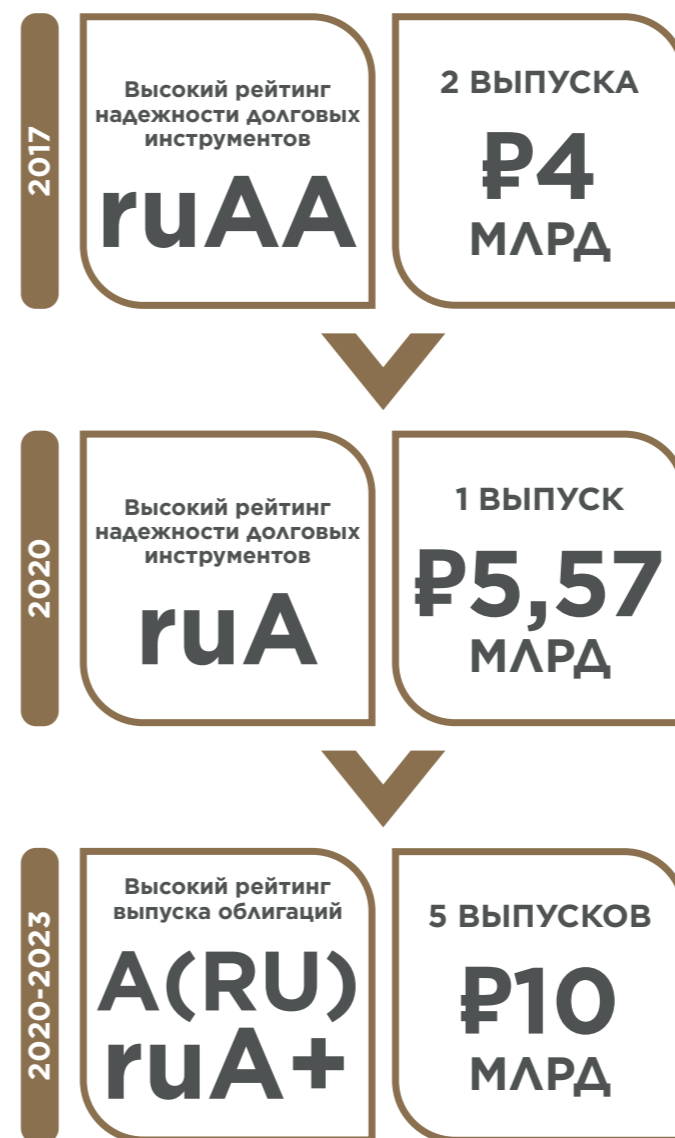 2017
Высокий рейтинг
надежности долговых
инструментов
ruAA
2 ВЫПУСКА
₽4
МЛРД
2020
Высокий рейтинг
надежности долговых
инструментов
ruA
1 ВЫПУСК
₽5,57
МЛРД
2020-2023
Высокий рейтинг
выпуска облигаций
A(RU)
ruA+
5 ВЫПУСКОВ
₽10
МЛРД